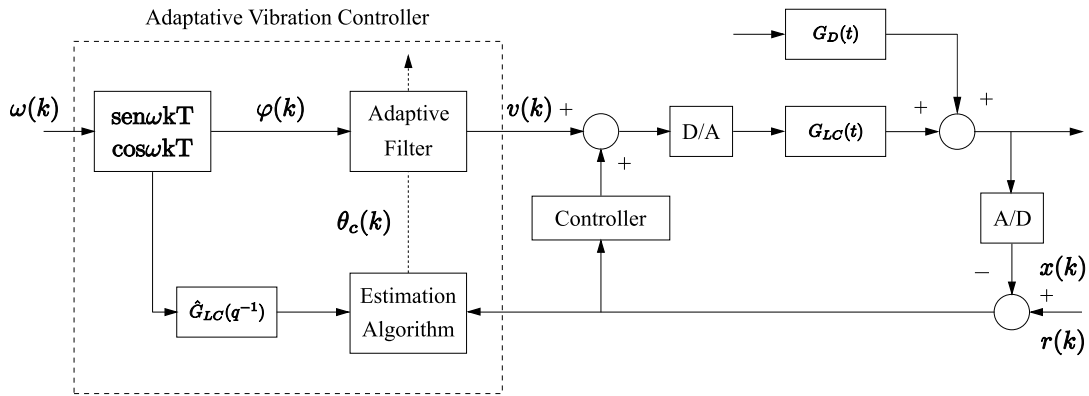 Adaptative Vibration Controller
G_D(t)
ω(k)
senωkT
cosωkT
φ(k)
Adaptive
Filter
v(k) +
D/A
G_LC(t)
+
+
+
Controller
θ_c(k)
A/D
Ĝ_LC(q⁻¹)
Estimation
Algorithm
−
x(k)
+
r(k)